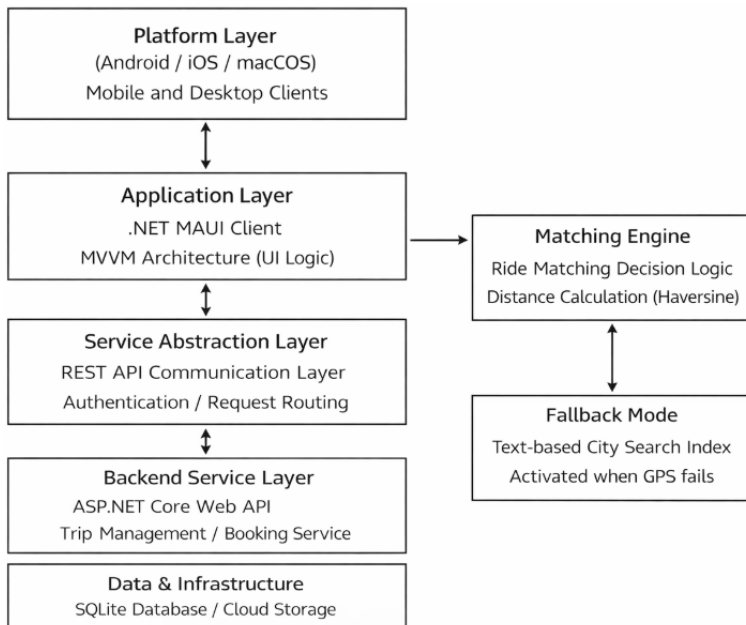 Platform Layer
(Android / iOS / macCOS)
Mobile and Desktop Clients
Application Layer
.NET MAUI Client
MVVM Architecture (UI Logic)
Matching Engine
Ride Matching Decision Logic
Distance Calculation (Haversine)
Service Abstraction Layer
REST API Communication Layer
Authentication / Request Routing
Fallback Mode
Text-based City Search Index
Activated when GPS fails
Backend Service Layer
ASP.NET Core Web API
Trip Management / Booking Service
Data & Infrastructure
SQLite Database / Cloud Storage